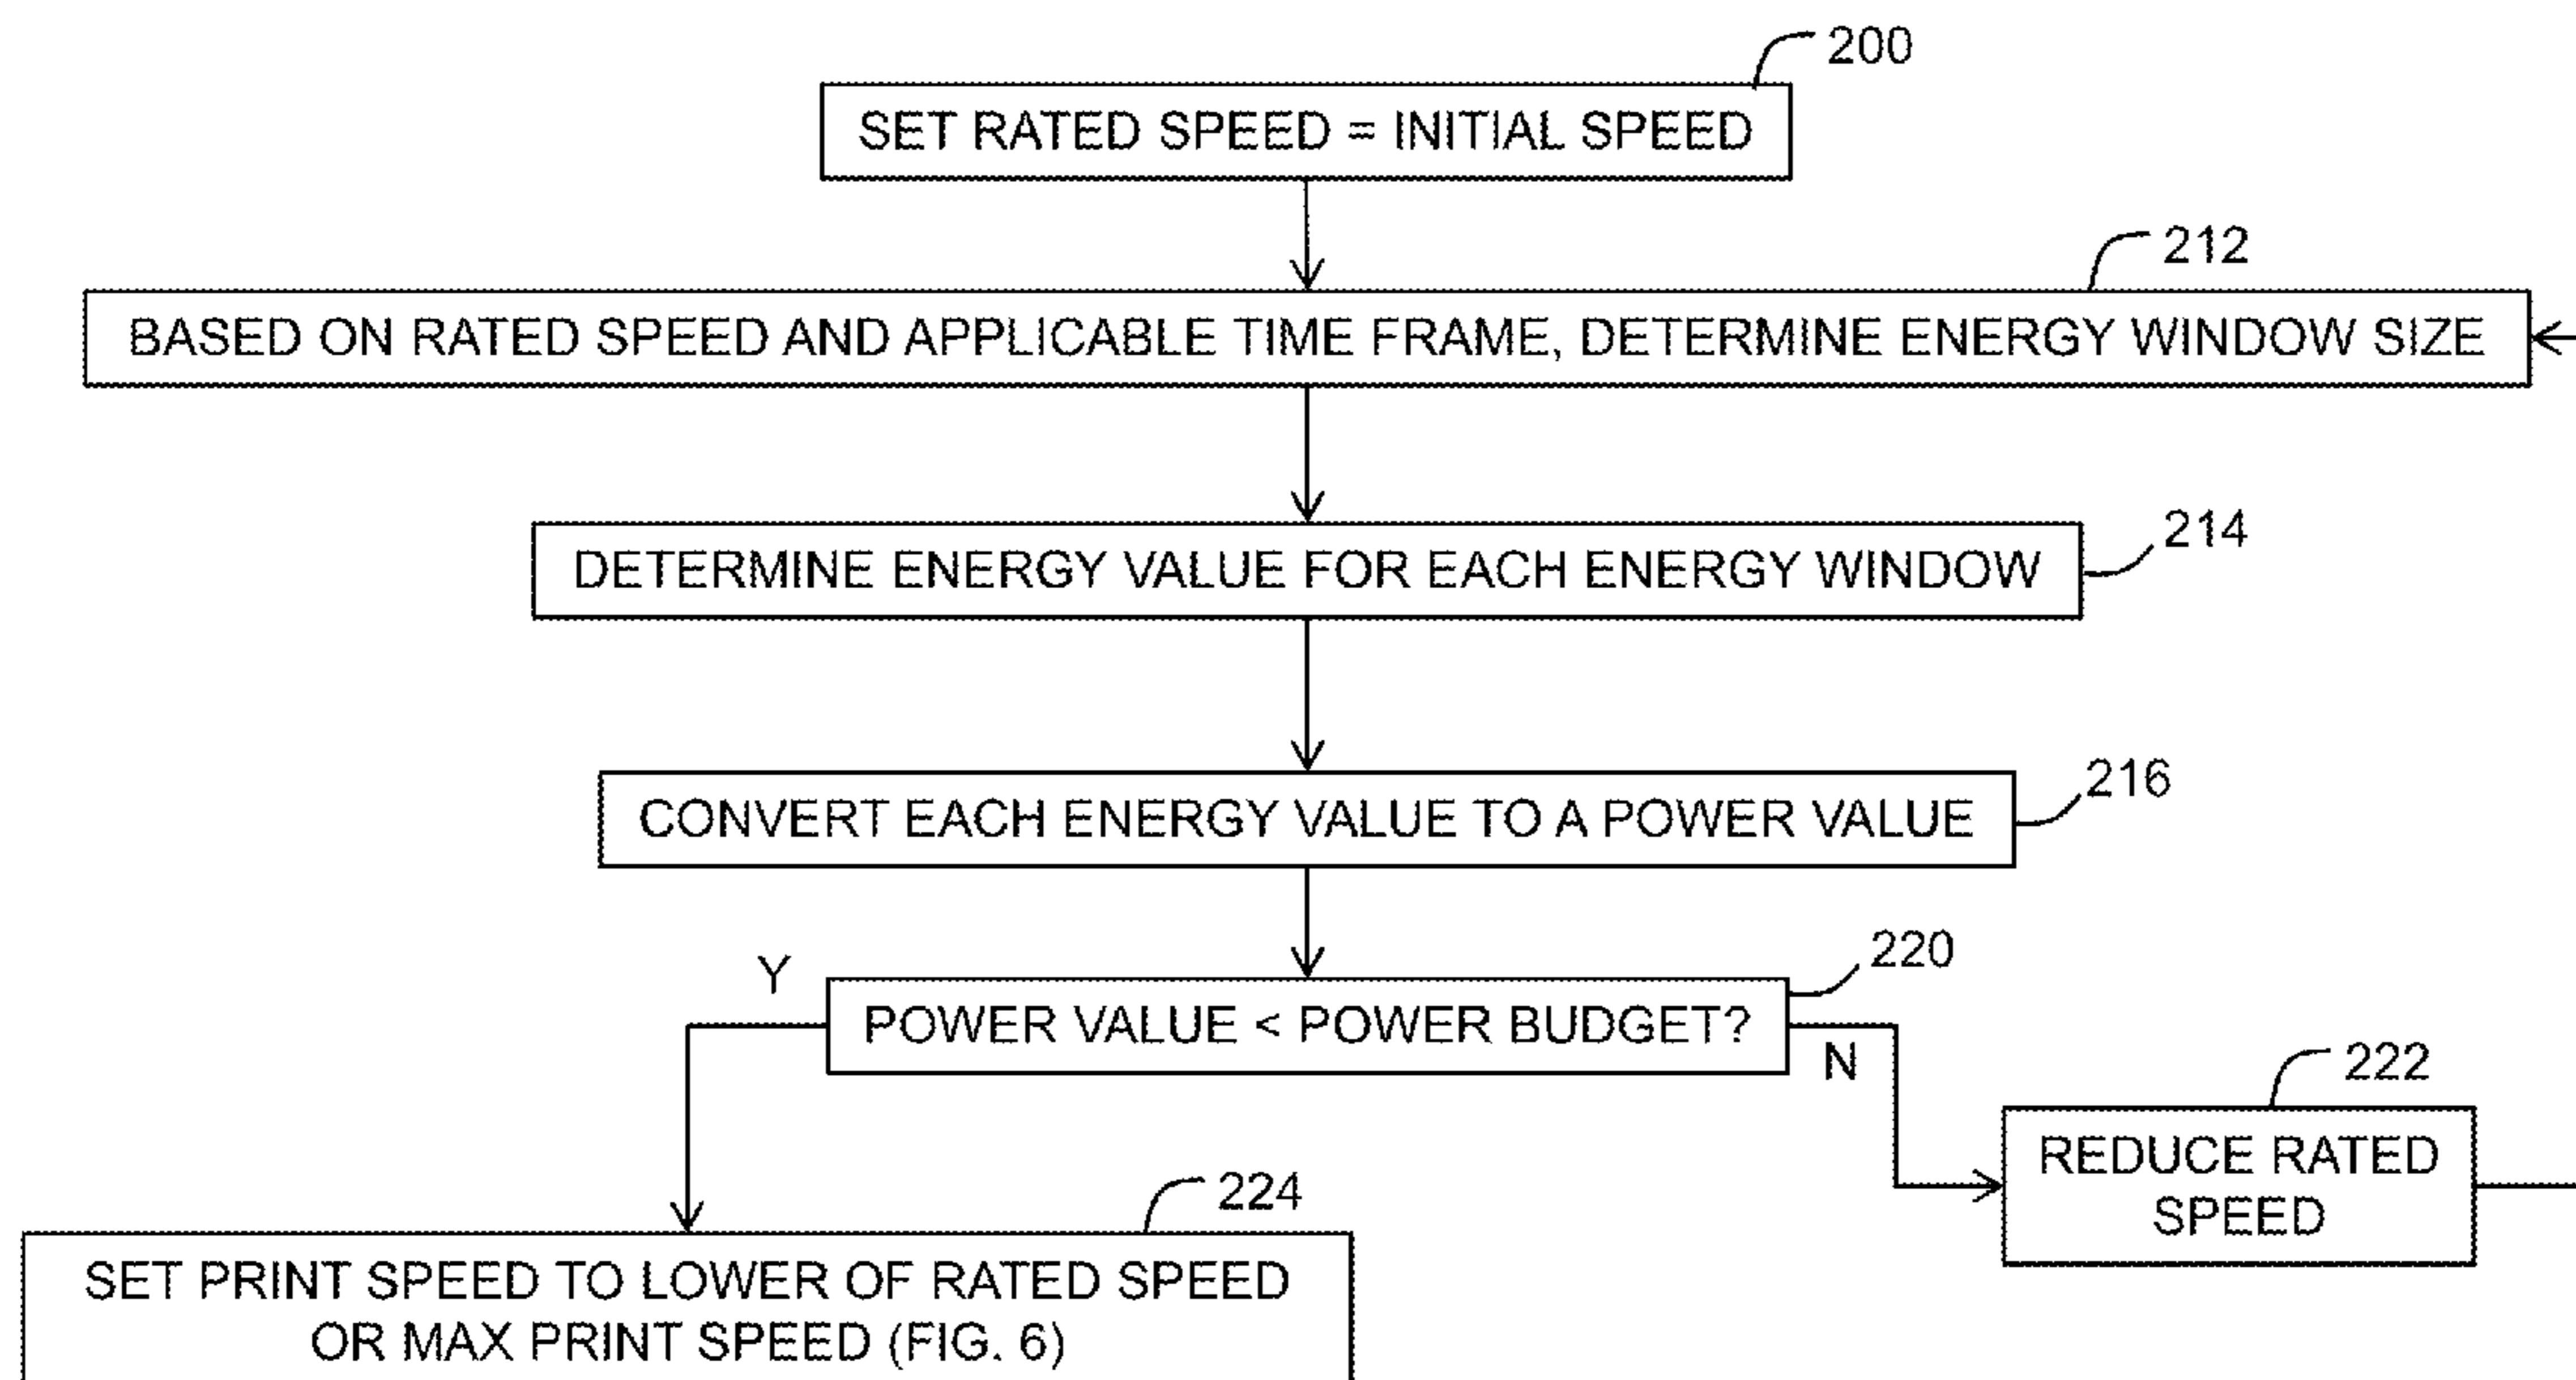 200
SET RATED SPEED = INITIAL SPEED
212
BASED ON RATED SPEED AND APPLICABLE TIME FRAME, DETERMINE ENERGY WINDOW SIZE
214
DETERMINE ENERGY VALUE FOR EACH ENERGY WINDOW
216
CONVERT EACH ENERGY VALUE TO A POWER VALUE
220
Y
POWER VALUE < POWER BUDGET?
N
222
REDUCE RATED
SPEED
224
SET PRINT SPEED TO LOWER OF RATED SPEED
OR MAX PRINT SPEED (FIG. 6)